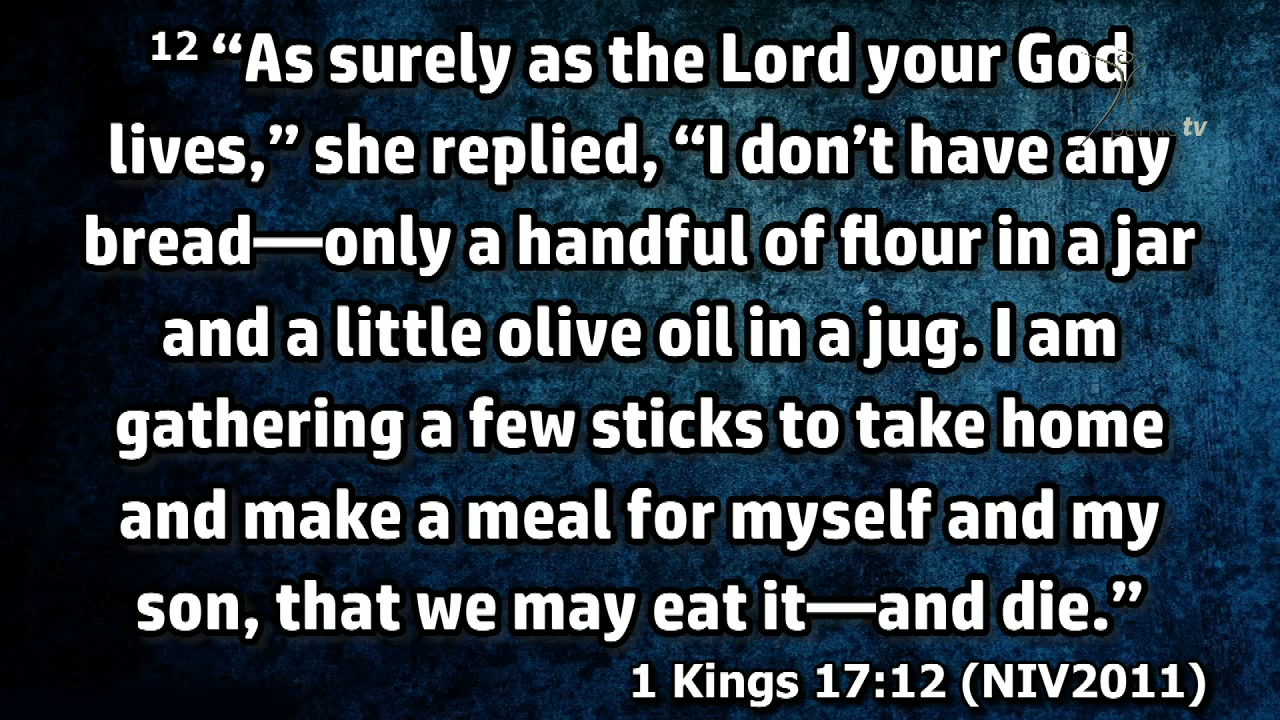 12 “As surely as the Lord your God
lives,” she replied, “I don’t have any
bread—only a handful of flour in a jar
and a little olive oil in a jug. I am
gathering a few sticks to take home
and make a meal for myself and my
son, that we may eat it—and die.”
1 Kings 17:12 (NIV2011)
tv